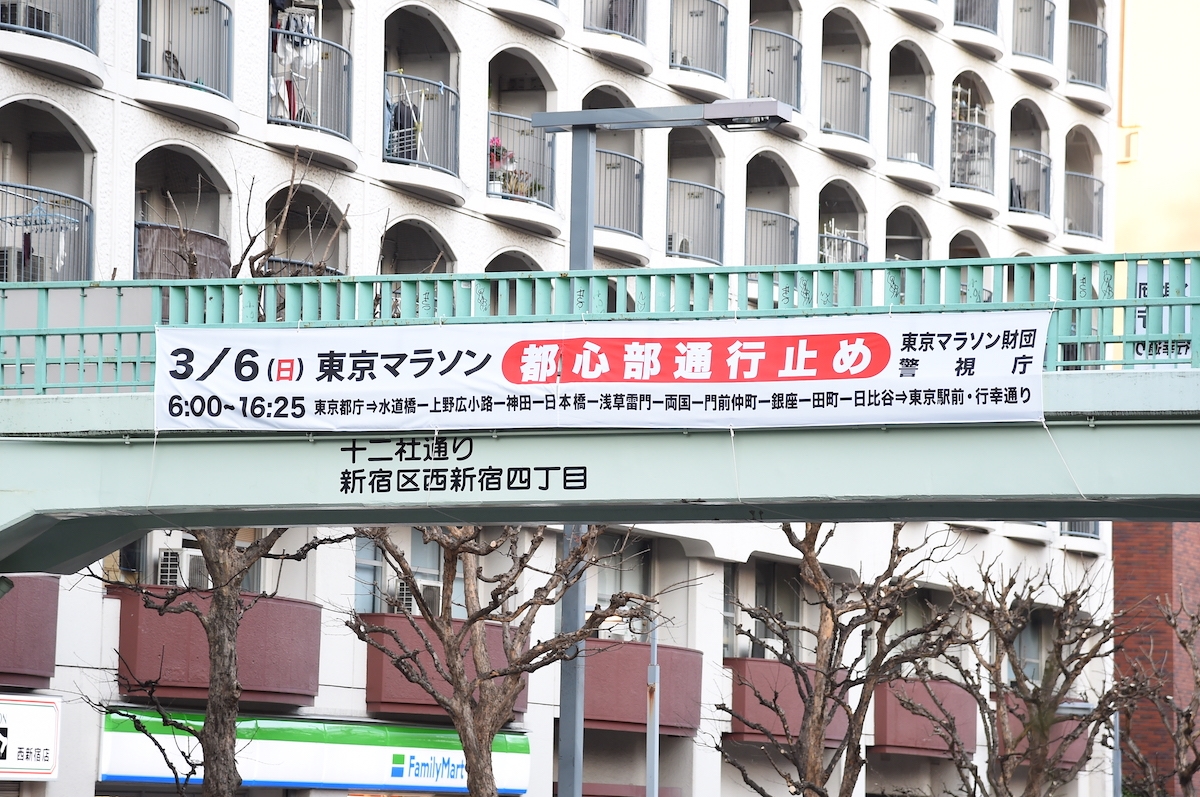 3/6(日) 東京マラソン 都心部通行止め 東京マラソン財団
警視庁
6:00~16:25 東京都庁⇒水道橋ー上野広小路ー神田ー日本橋ー浅草雷門ー両国ー門前仲町ー銀座ー田町ー日比谷⇒東京駅前・行幸通り
十二社通り
新宿区西新宿四丁目
西新宿店
FamilyMart